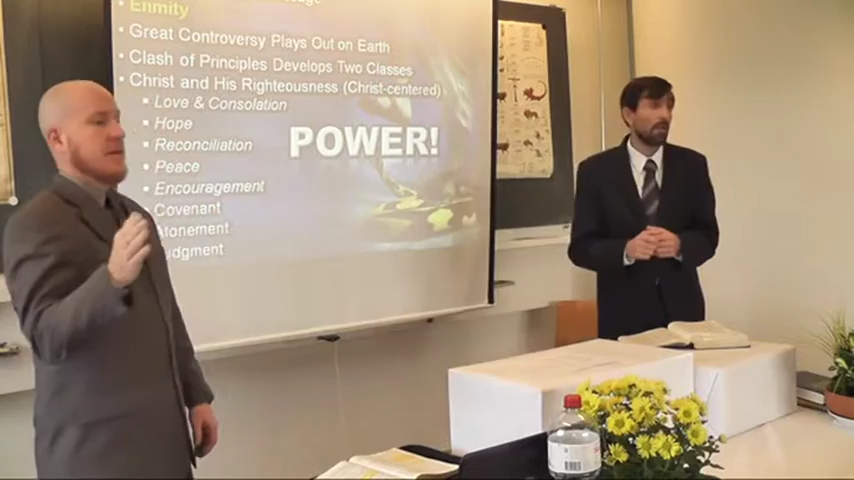 Enmity
Great Controversy Plays Out on Earth
Clash of Principles Develops Two Classes
Christ and His Righteousness (Christ-centered)
Love & Consolation
Hope
Reconciliation
Peace
Encouragement
Covenant
Atonement
Judgment
POWER!